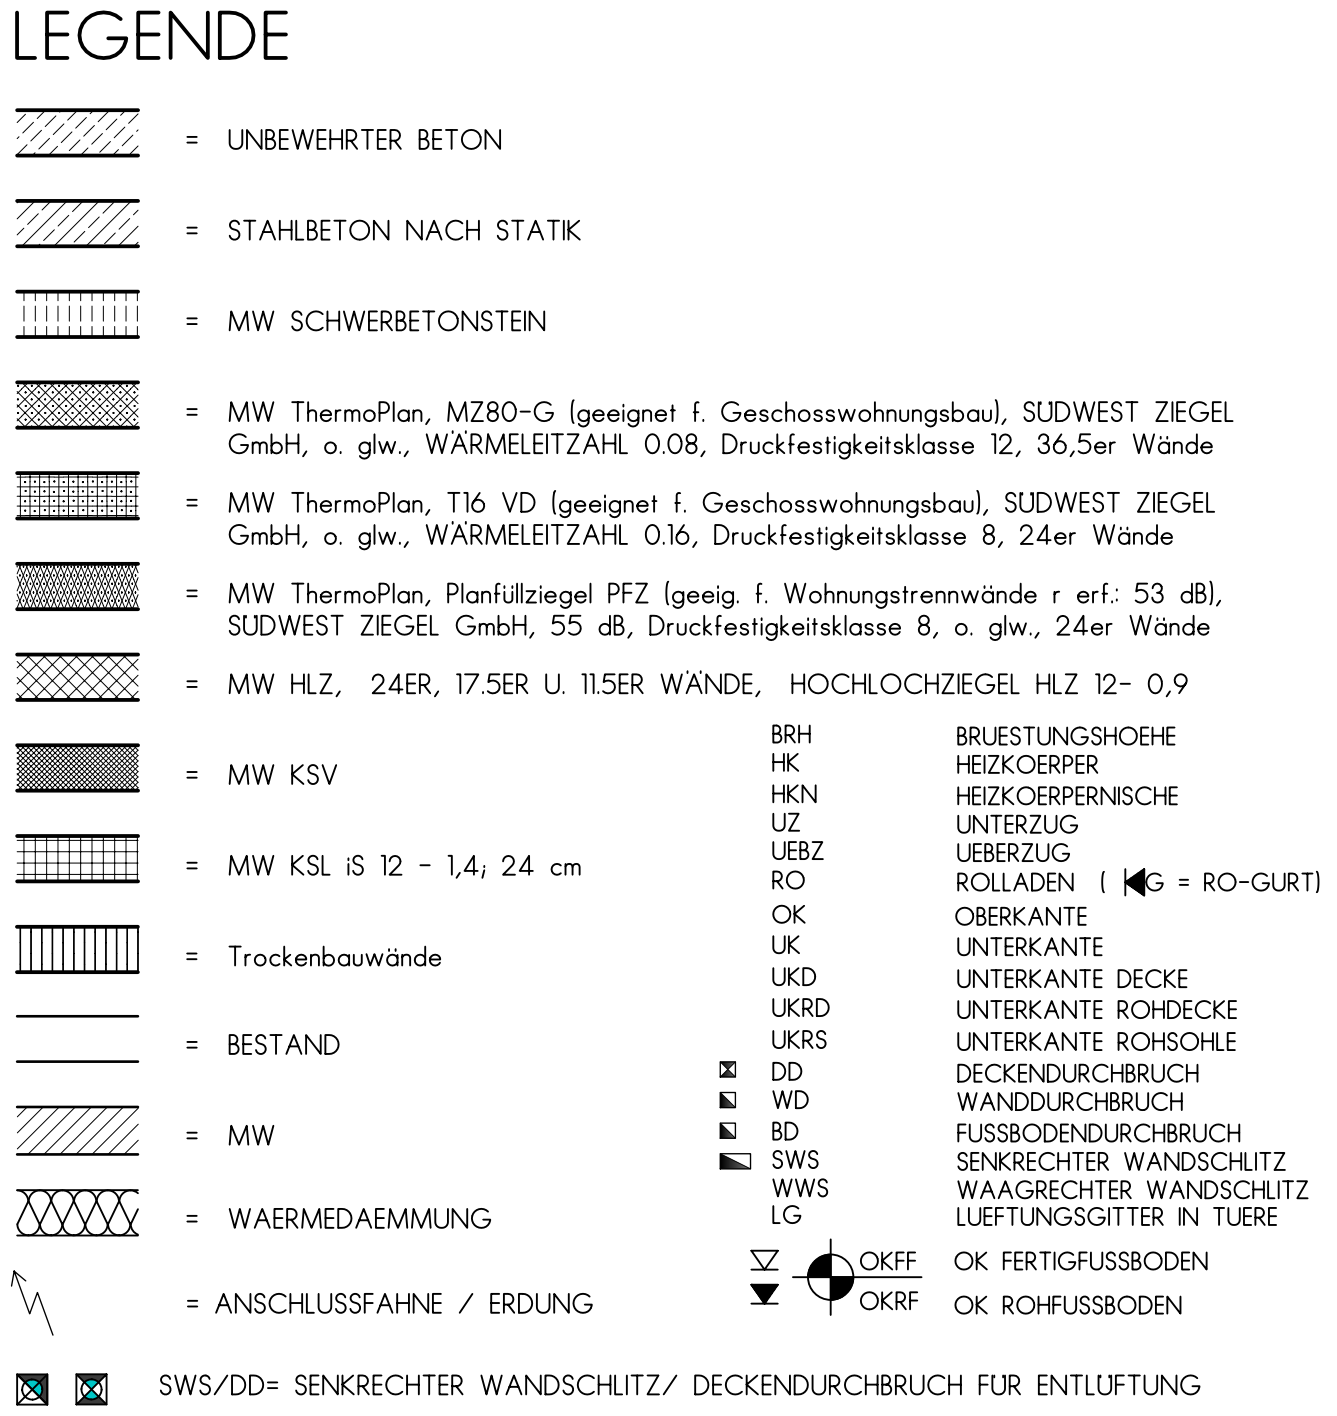 LEGENDE
= UNBEWEHRTER BETON
= STAHLBETON NACH STATIK
= MW SCHWERBETONSTEIN
= MW ThermoPlan, MZ80-G (geeignet f. Geschosswohnungsbau), SÜDWEST ZIEGEL
GmbH, o. glw., WÄRMELEITZAHL 0.08, Druckfestigkeitsklasse 12, 36,5er Wände
= MW ThermoPlan, T16 VD (geeignet f. Geschosswohnungsbau), SÜDWEST ZIEGEL
GmbH, o. glw., WÄRMELEITZAHL 0.16, Druckfestigkeitsklasse 8, 24er Wände
= MW ThermoPlan, Planfüllziegel PFZ (geeig. f. Wohnungstrennwände r erf.: 53 dB),
SÜDWEST ZIEGEL GmbH, 55 dB, Druckfestigkeitsklasse 8, o. glw., 24er Wände
= MW HLZ, 24ER, 17.5ER U. 11.5ER WÄNDE, HOCHLOCHZIEGEL HLZ 12- 0,9
= MW KSV
= MW KSL iS 12 - 1,4; 24 cm
= Trockenbauwände
= BESTAND
= MW
= WAERMEDAEMMUNG
= ANSCHLUSSFAHNE / ERDUNG
BRH BRUESTUNGSHOEHE
HK HEIZKOERPER
HKN HEIZKOERPERNISCHE
UZ UNTERZUG
UEBZ UEBERZUG
RO ROLLADEN ( G = RO-GURT)
OK OBERKANTE
UK UNTERKANTE
UKD UNTERKANTE DECKE
UKRD UNTERKANTE ROHDECKE
UKRS UNTERKANTE ROHSOHLE
DD DECKENDURCHBRUCH
WD WANDDURCHBRUCH
BD FUSSBODENDURCHBRUCH
SWS SENKRECHTER WANDSCHLITZ
WWS WAAGRECHTER WANDSCHLITZ
LG LUEFTUNGSGITTER IN TUERE
OKFF OK FERTIGFUSSBODEN
OKRF OK ROHFUSSBODEN
SWS/DD= SENKRECHTER WANDSCHLITZ/ DECKENDURCHBRUCH FÜR ENTLÜFTUNG